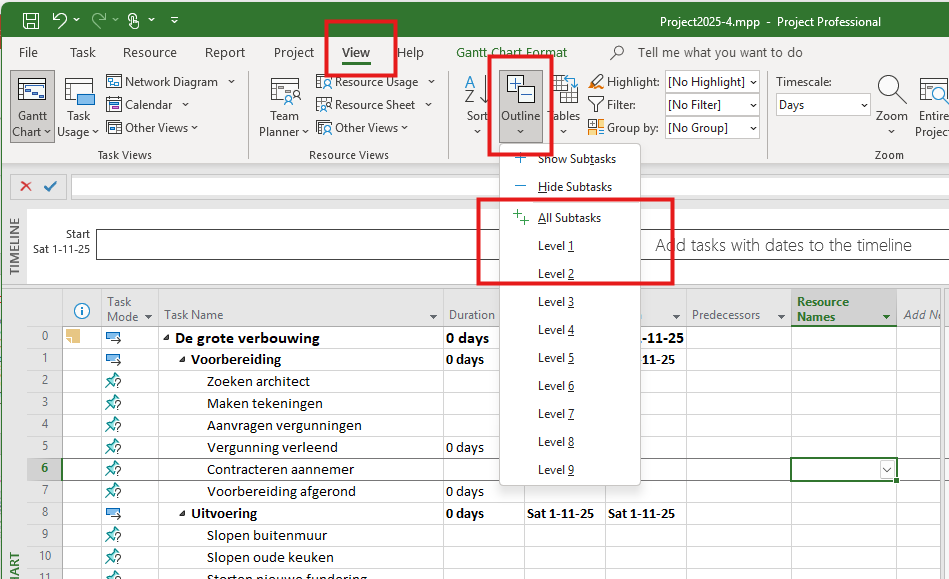 Project2025-4.mpp - Project Professional
File Task Resource Report Project View Help Gantt Chart Format Tell me what you want to do
Gantt Chart
Task Usage
Network Diagram
Calendar
Other Views
Task Views
Team Planner
Resource Usage
Resource Sheet
Other Views
Resource Views
A
Z
Sort
Outline
Tables
Highlight: [No Highlight]
Filter: [No Filter]
Group by: [No Group]
Timescale:
Days
Zoom
Entire
Projec
Zoom
Show Subtasks
Hide Subtasks
All Subtasks
Level 1
Level 2
Level 3
Level 4
Level 5
Level 6
Level 7
Level 8
Level 9
TIMELINE
Start
Sat 1-11-25
Add tasks with dates to the timeline
Task Mode
Task Name
Duration
Predecessors
Resource Names
Add Ne
0 De grote verbouwing 0 days -11-25
1 Voorbereiding 0 days 11-25
2 Zoeken architect
3 Maken tekeningen
4 Aanvragen vergunningen
5 Vergunning verleend 0 days
6 Contracteren aannemer
7 Voorbereiding afgerond 0 days
8 Uitvoering 0 days Sat 1-11-25 Sat 1-11-25
9 Slopen buitenmuur
10 Slopen oude keuken
11 Storten nieuwe fundering
HART